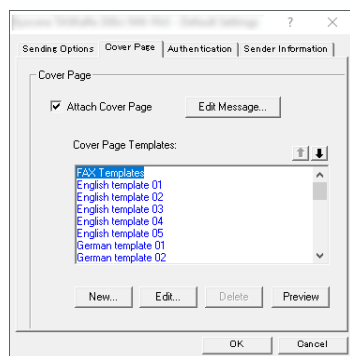 Sending Options Cover Page Authentication Sender Information
Cover Page
Attach Cover Page Edit Message...
Cover Page Templates:
FAX Templates
English template 01
English template 02
English template 03
English template 04
English template 05
German template 01
German template 02
New... Edit... Delete Preview
OK Cancel